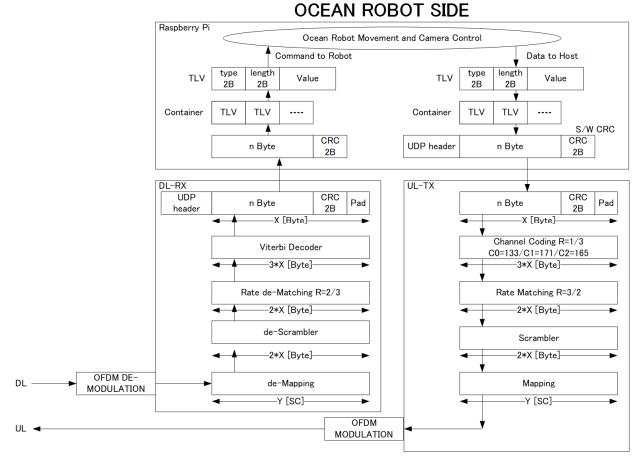 OCEAN ROBOT SIDE
Raspberry Pi
Ocean Robot Movement and Camera Control
Command to Robot
Data to Host
TLV
type
2B
length
2B
Value
TLV
type
2B
length
2B
Value
Container
TLV
TLV
----
Container
TLV
TLV
----
S/W CRC
n Byte
CRC
2B
UDP header
n Byte
CRC
2B
DL-RX
UDP
header
n Byte
CRC
2B
Pad
X [Byte]
Viterbi Decoder
3*X [Byte]
Rate de-Matching R=2/3
2*X [Byte]
de-Scrambler
2*X [Byte]
de-Mapping
Y [SC]
DL
OFDM DE-
MODULATION
UL-TX
n Byte
CRC
2B
Pad
X [Byte]
Channel Coding R=1/3
C0=133/C1=171/C2=165
3*X [Byte]
Rate Matching R=3/2
2*X [Byte]
Scrambler
2*X [Byte]
Mapping
Y [SC]
UL
OFDM
MODULATION